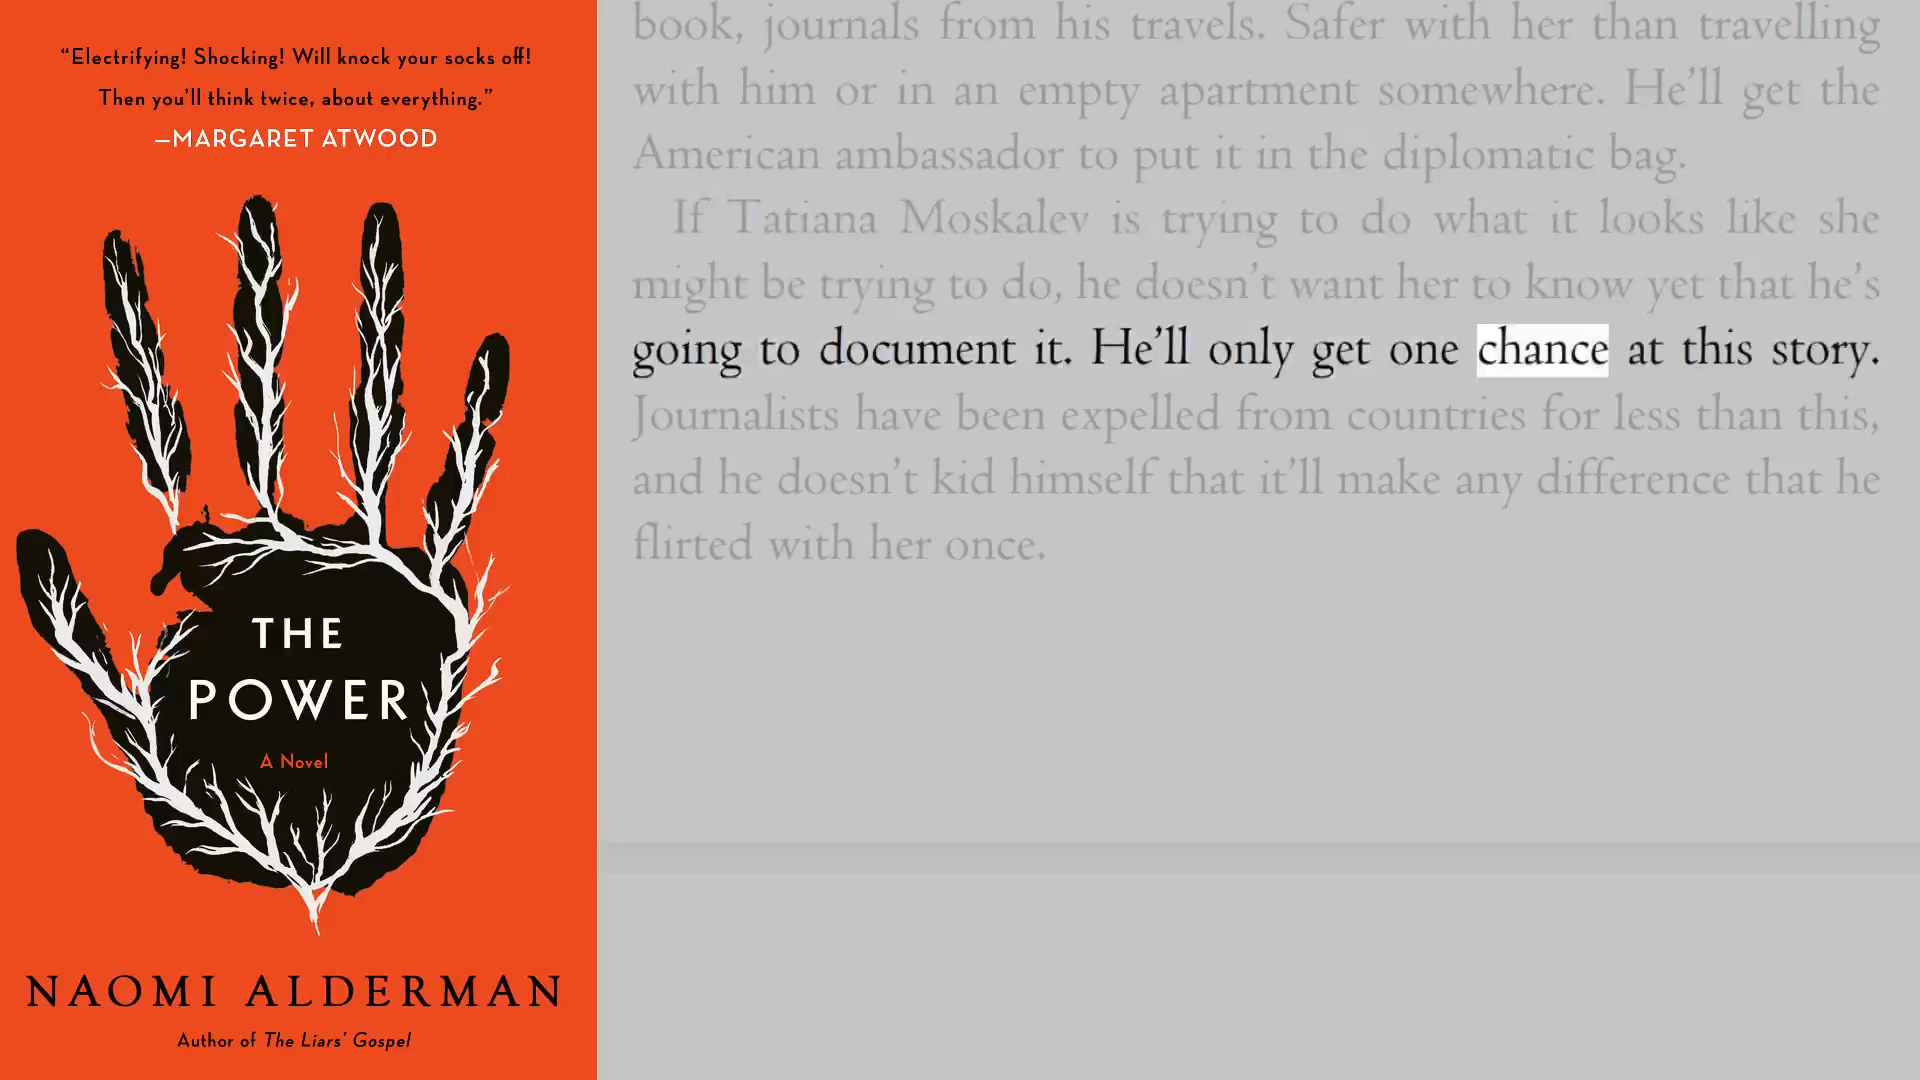 “Electrifying! Shocking! Will knock your socks off!
Then you’ll think twice, about everything.”
—MARGARET ATWOOD
THE
POWER
A Novel
NAOMI ALDERMAN
Author of The Liars’ Gospel
book, journals from his travels. Safer with her than travelling
with him or in an empty apartment somewhere. He’ll get the
American ambassador to put it in the diplomatic bag.
If Tatiana Moskalev is trying to do what it looks like she
might be trying to do, he doesn’t want her to know yet that he’s
going to document it. He’ll only get one chance at this story.
Journalists have been expelled from countries for less than this,
and he doesn’t kid himself that it’ll make any difference that he
flirted with her once.